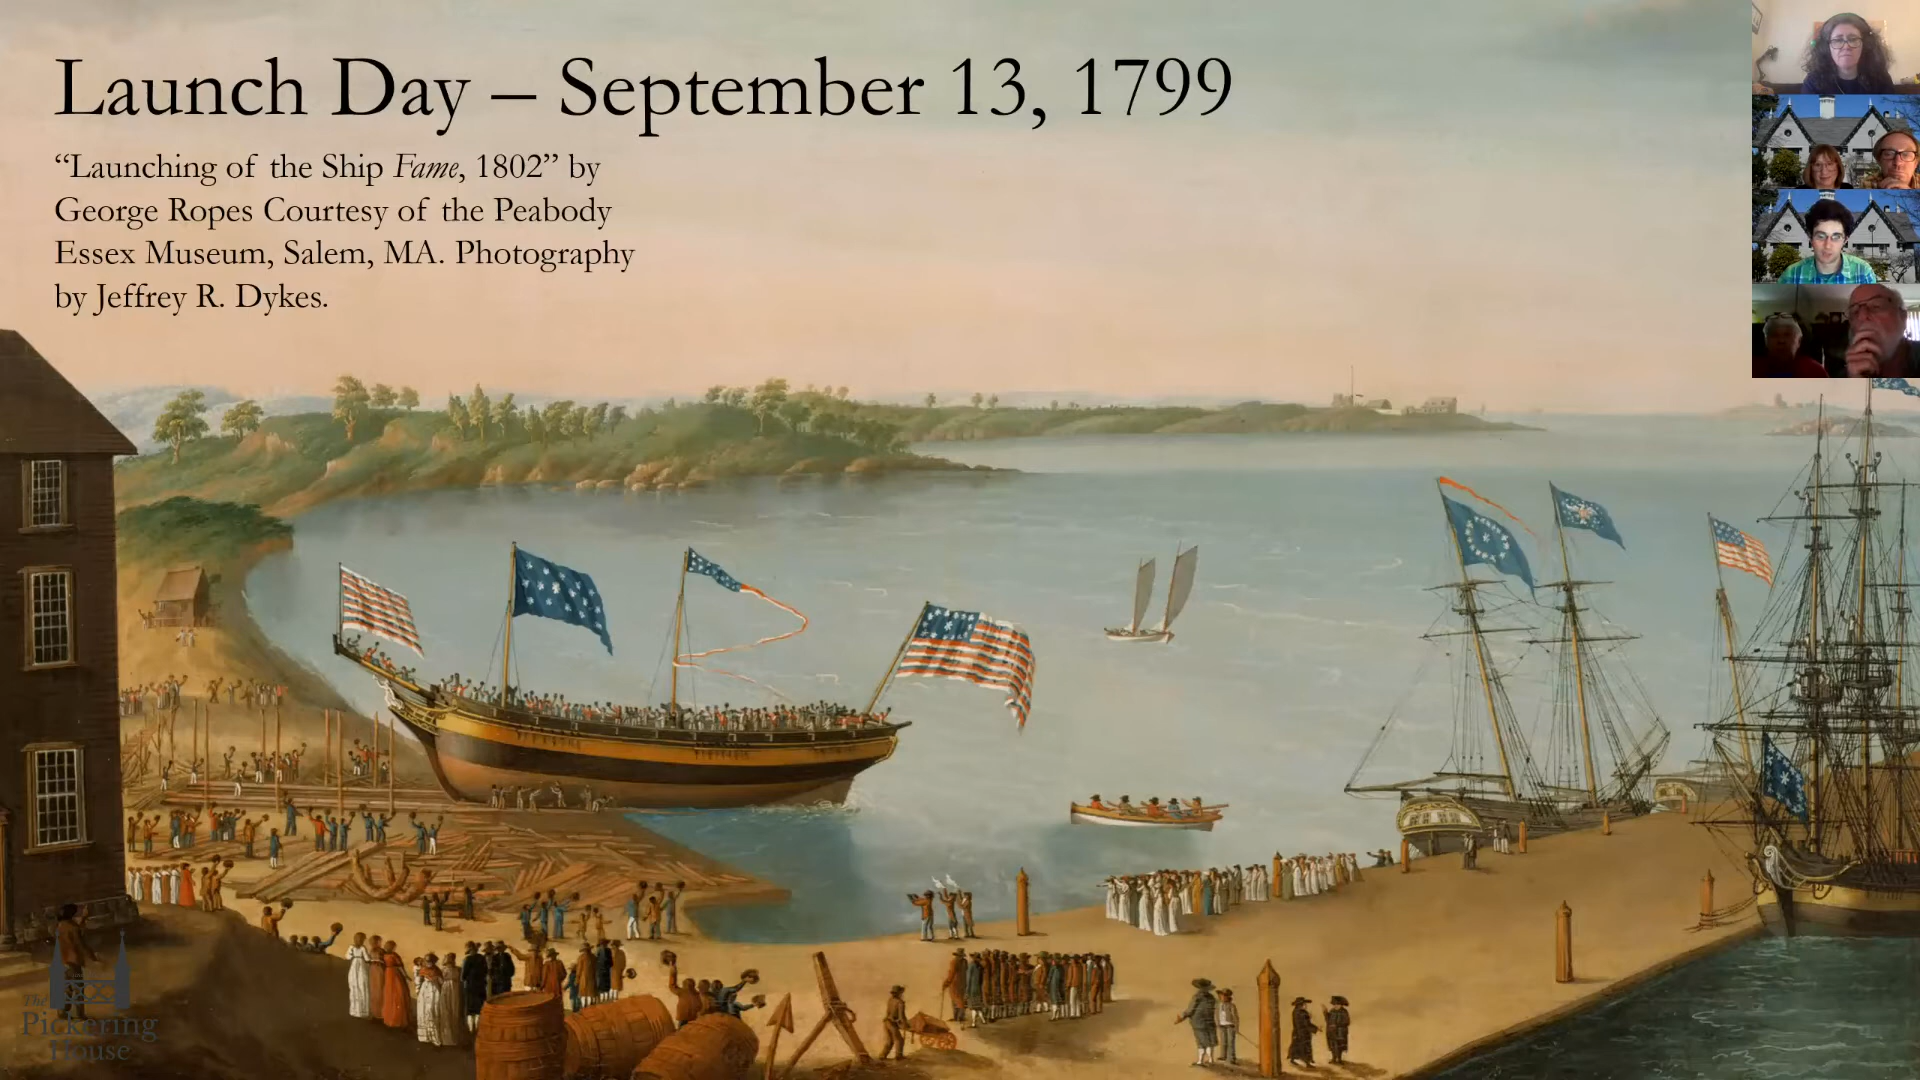 Launch Day – September 13, 1799
“Launching of the Ship Fame, 1802” by
George Ropes Courtesy of the Peabody
Essex Museum, Salem, MA. Photography
by Jeffrey R. Dykes.
The
Pickering
House